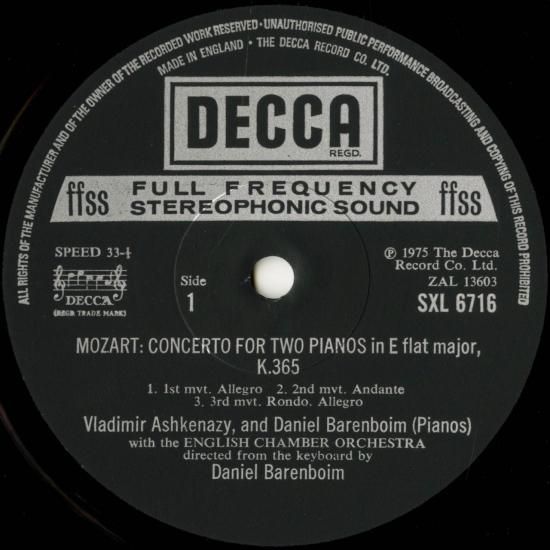 ALL RIGHTS OF THE MANUFACTURER AND OF THE OWNER OF THE RECORDED WORK RESERVED · UNAUTHORISED PUBLIC PERFORMANCE BROADCASTING AND COPYING OF THIS RECORD PROHIBITED
MADE IN ENGLAND · THE DECCA RECORD CO. LTD.
DECCA
REGD.
ffss FULL FREQUENCY ffss
STEREOPHONIC SOUND
SPEED 33-⅓
DECCA
(REGD. TRADE MARK)
Side
1
℗ 1975 The Decca
Record Co. Ltd.
ZAL 13603
SXL 6716
MOZART: CONCERTO FOR TWO PIANOS in E flat major,
K.365
1. 1st mvt. Allegro 2. 2nd mvt. Andante
3. 3rd mvt. Rondo. Allegro
Vladimir Ashkenazy, and Daniel Barenboim (Pianos)
with the ENGLISH CHAMBER ORCHESTRA
directed from the keyboard by
Daniel Barenboim